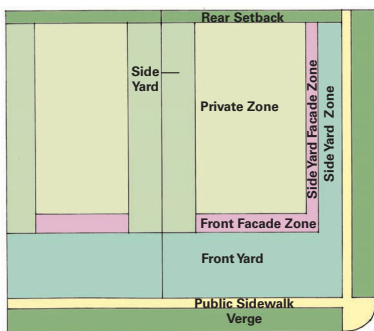 Rear Setback
Side
Yard
Private Zone
Side Yard Facade Zone
Side Yard Zone
Front Facade Zone
Front Yard
Public Sidewalk
Verge